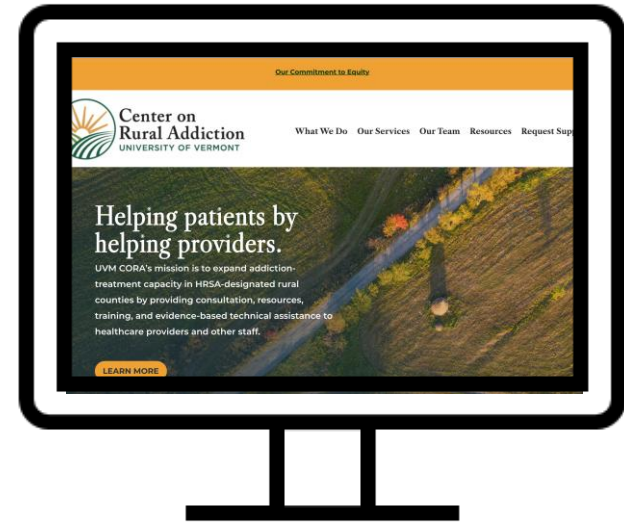 Our Commitment to Equity
Center on
Rural Addiction
UNIVERSITY OF VERMONT
What We Do Our Services Our Team Resources Request Supp
Helping patients by
helping providers.
UVM CORA's mission is to expand addiction-
treatment capacity in HRSA-designated rural
counties by providing consultation, resources,
training, and evidence-based technical assistance to
healthcare providers and other staff.
LEARN MORE